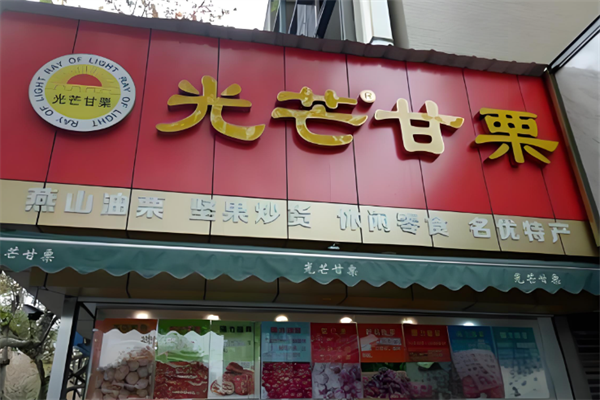 RAY OF LIGHT RAY OF LIGHT RAY OF LIGHT
光芒甘栗
光芒甘栗®
燕山油栗 坚果炒货 休闲零食 名优特产
芒甘栗 光芒甘栗 光芒甘栗